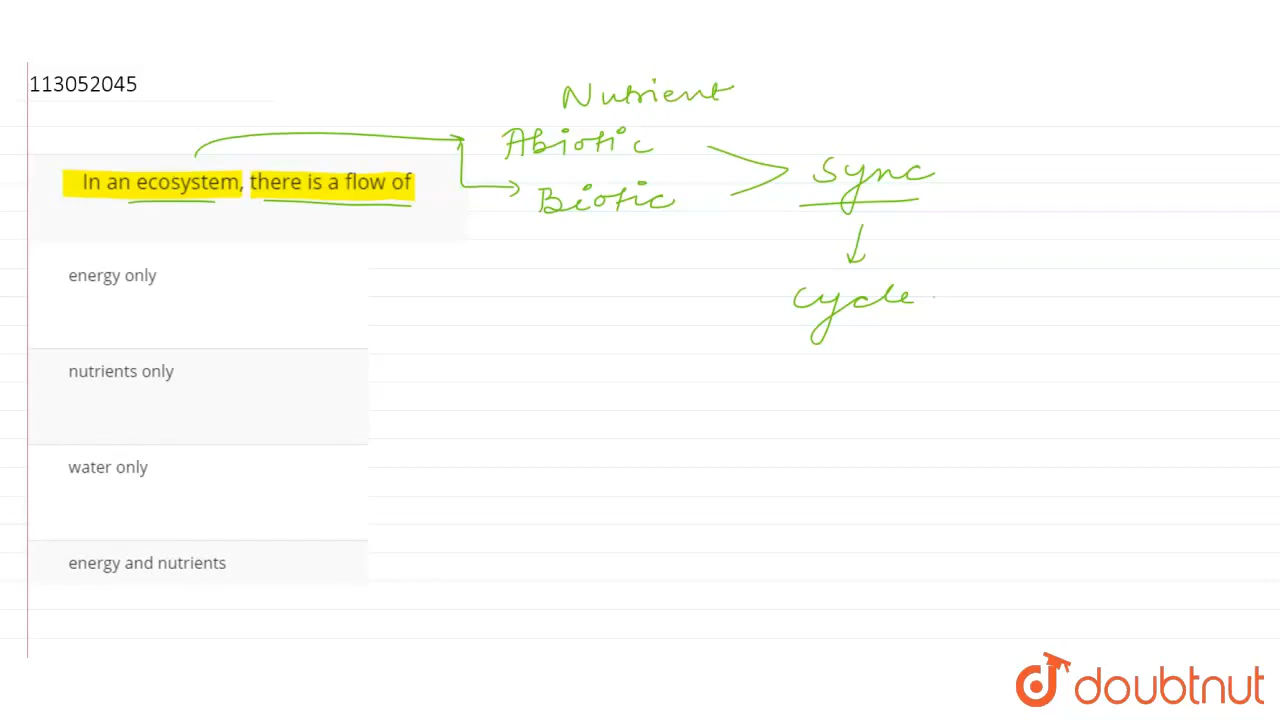 113052045
Nutrient
Abiotic
In an ecosystem, there is a flow of
Biotic
Sync
cycle
energy only
nutrients only
water only
energy and nutrients
doubtnut